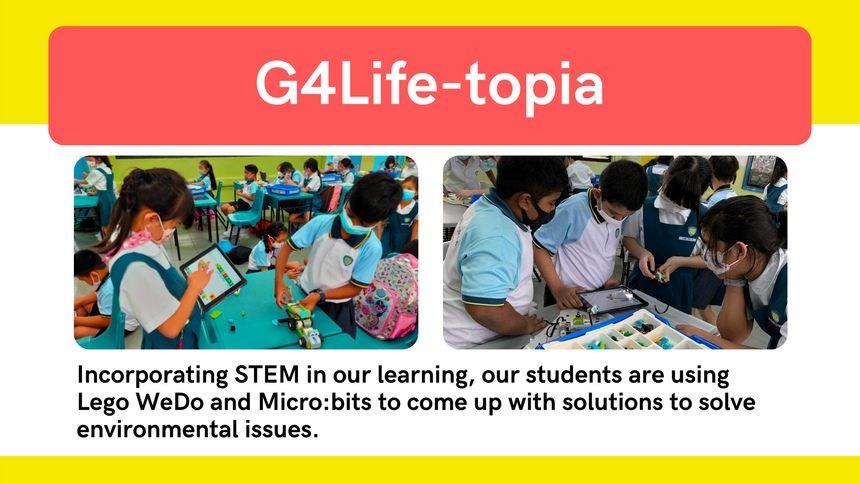 G4Life-topia
Incorporating STEM in our learning, our students are using
Lego WeDo and Micro:bits to come up with solutions to solve
environmental issues.